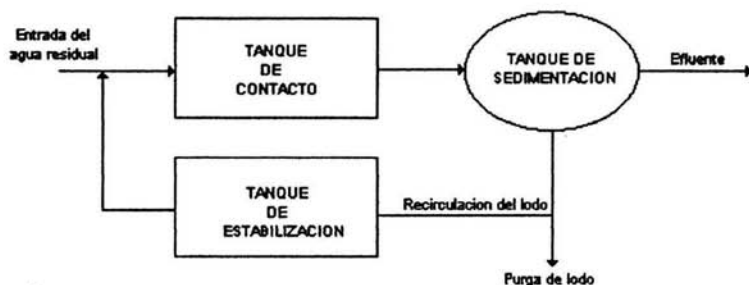 Entrada del
agua residual
TANQUE
DE
CONTACTO
TANQUE DE
SEDIMENTACION
Efluente
TANQUE
DE
ESTABILIZACION
Recirculacion del lodo
Purga de lodo